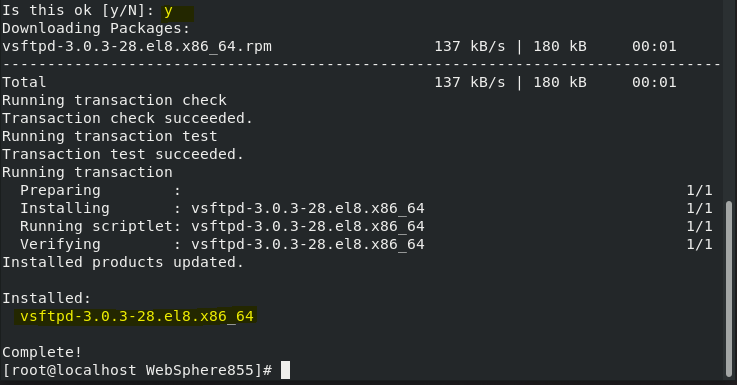 Is this ok [y/N]: y
Downloading Packages:
vsftpd-3.0.3-28.el8.x86_64.rpm 137 kB/s | 180 kB 00:01
--------------------------------------------------------------------------------
Total 137 kB/s | 180 kB 00:01
Running transaction check
Transaction check succeeded.
Running transaction test
Transaction test succeeded.
Running transaction
  Preparing        : 1/1
  Installing       : vsftpd-3.0.3-28.el8.x86_64 1/1
  Running scriptlet: vsftpd-3.0.3-28.el8.x86_64 1/1
  Verifying        : vsftpd-3.0.3-28.el8.x86_64 1/1
Installed products updated.
Installed:
  vsftpd-3.0.3-28.el8.x86_64
Complete!
[root@localhost WebSphere855]#